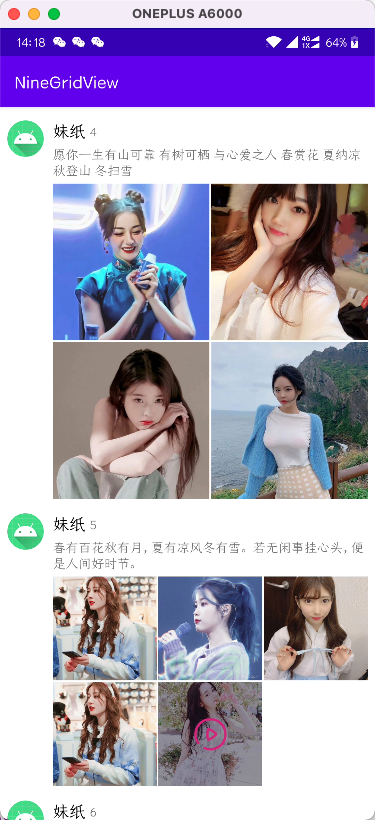 ONEPLUS A6000
14:18
4G
1X
64%
NineGridView
妹纸 4
愿你一生有山可靠 有树可栖 与心爱之人 春赏花 夏纳凉
秋登山 冬扫雪
妹纸 5
春有百花秋有月, 夏有凉风冬有雪。若无闲事挂心头, 便
是人间好时节。
妹纸 6